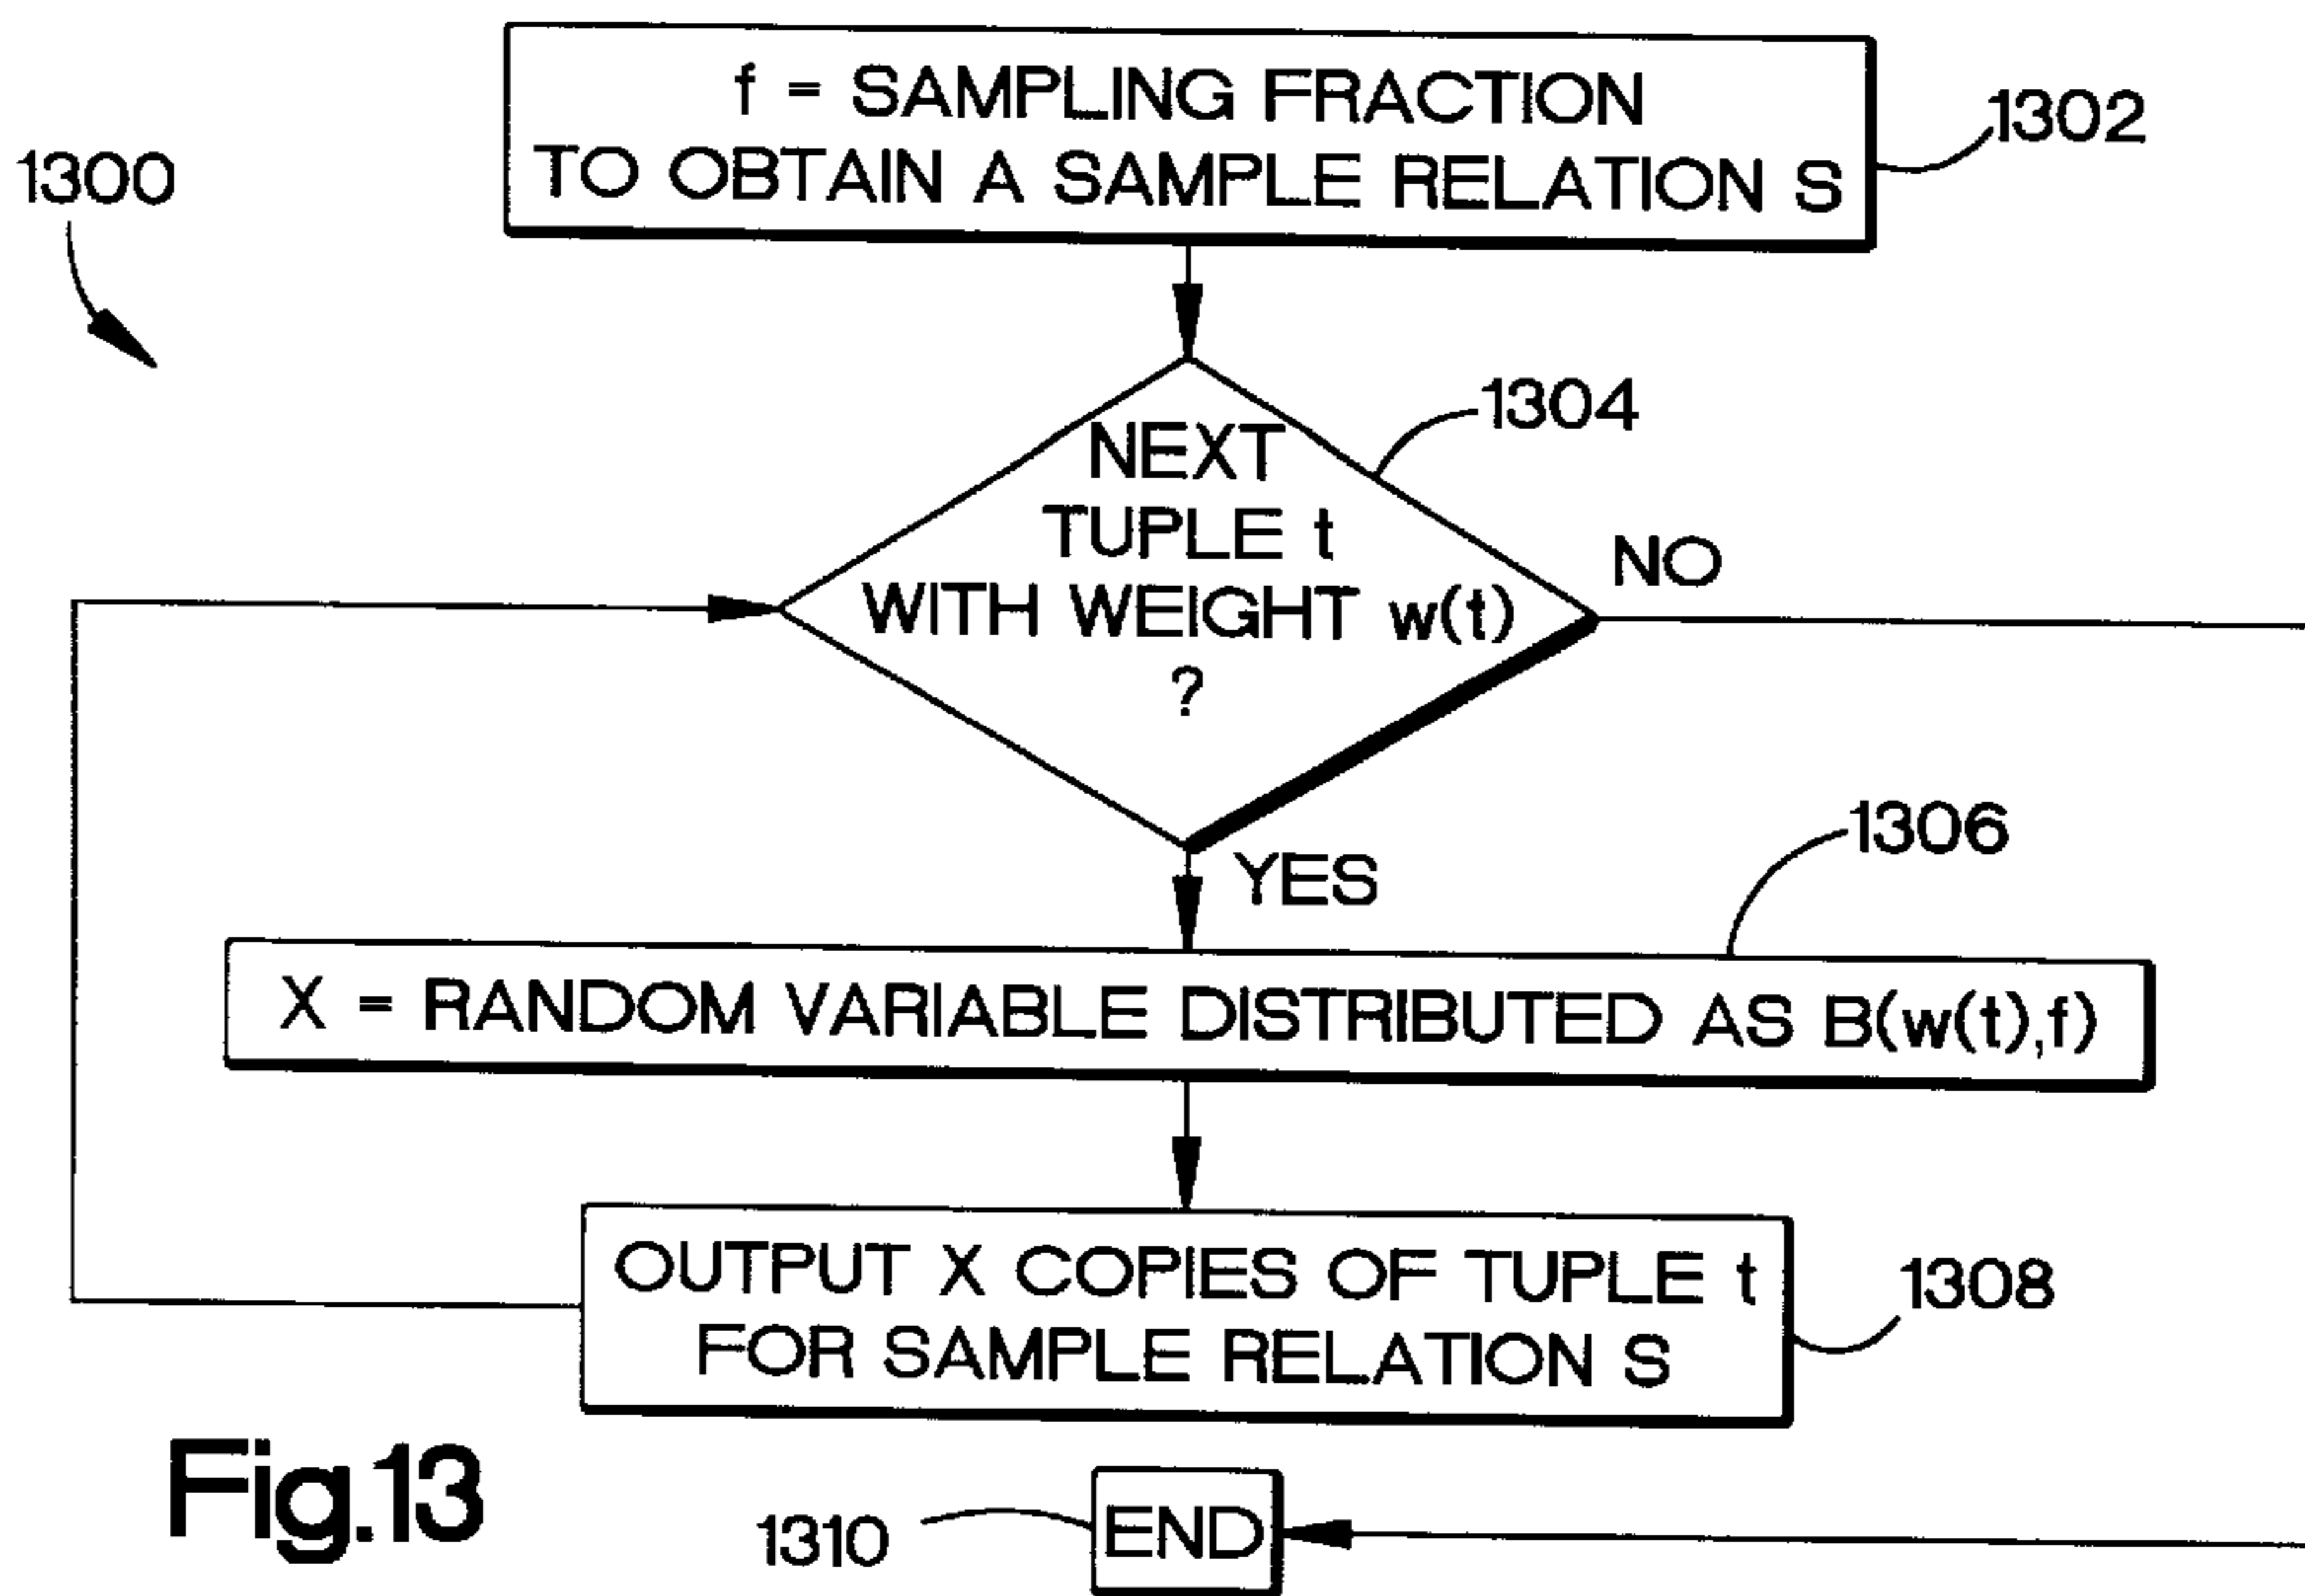 f = SAMPLING FRACTION
TO OBTAIN A SAMPLE RELATION S
1302
1300
1304
NEXT
TUPLE t
WITH WEIGHT w(t)
?
NO
YES
1306
X = RANDOM VARIABLE DISTRIBUTED AS B(w(t),f)
OUTPUT X COPIES OF TUPLE t
FOR SAMPLE RELATION S
1308
Fig.13
1310
END